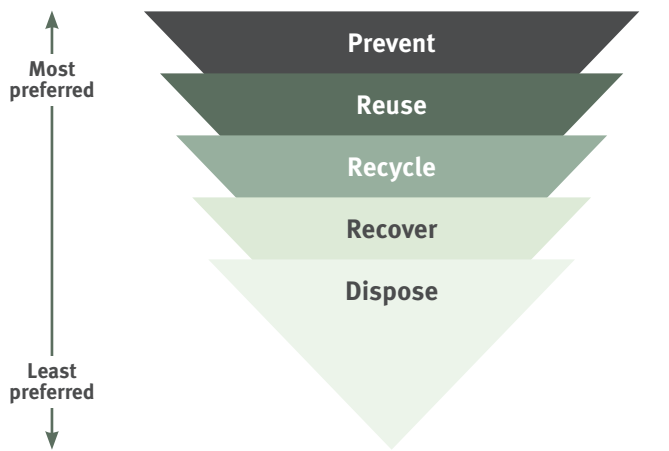 Most
preferred
Prevent
Reuse
Recycle
Recover
Dispose
Least
preferred